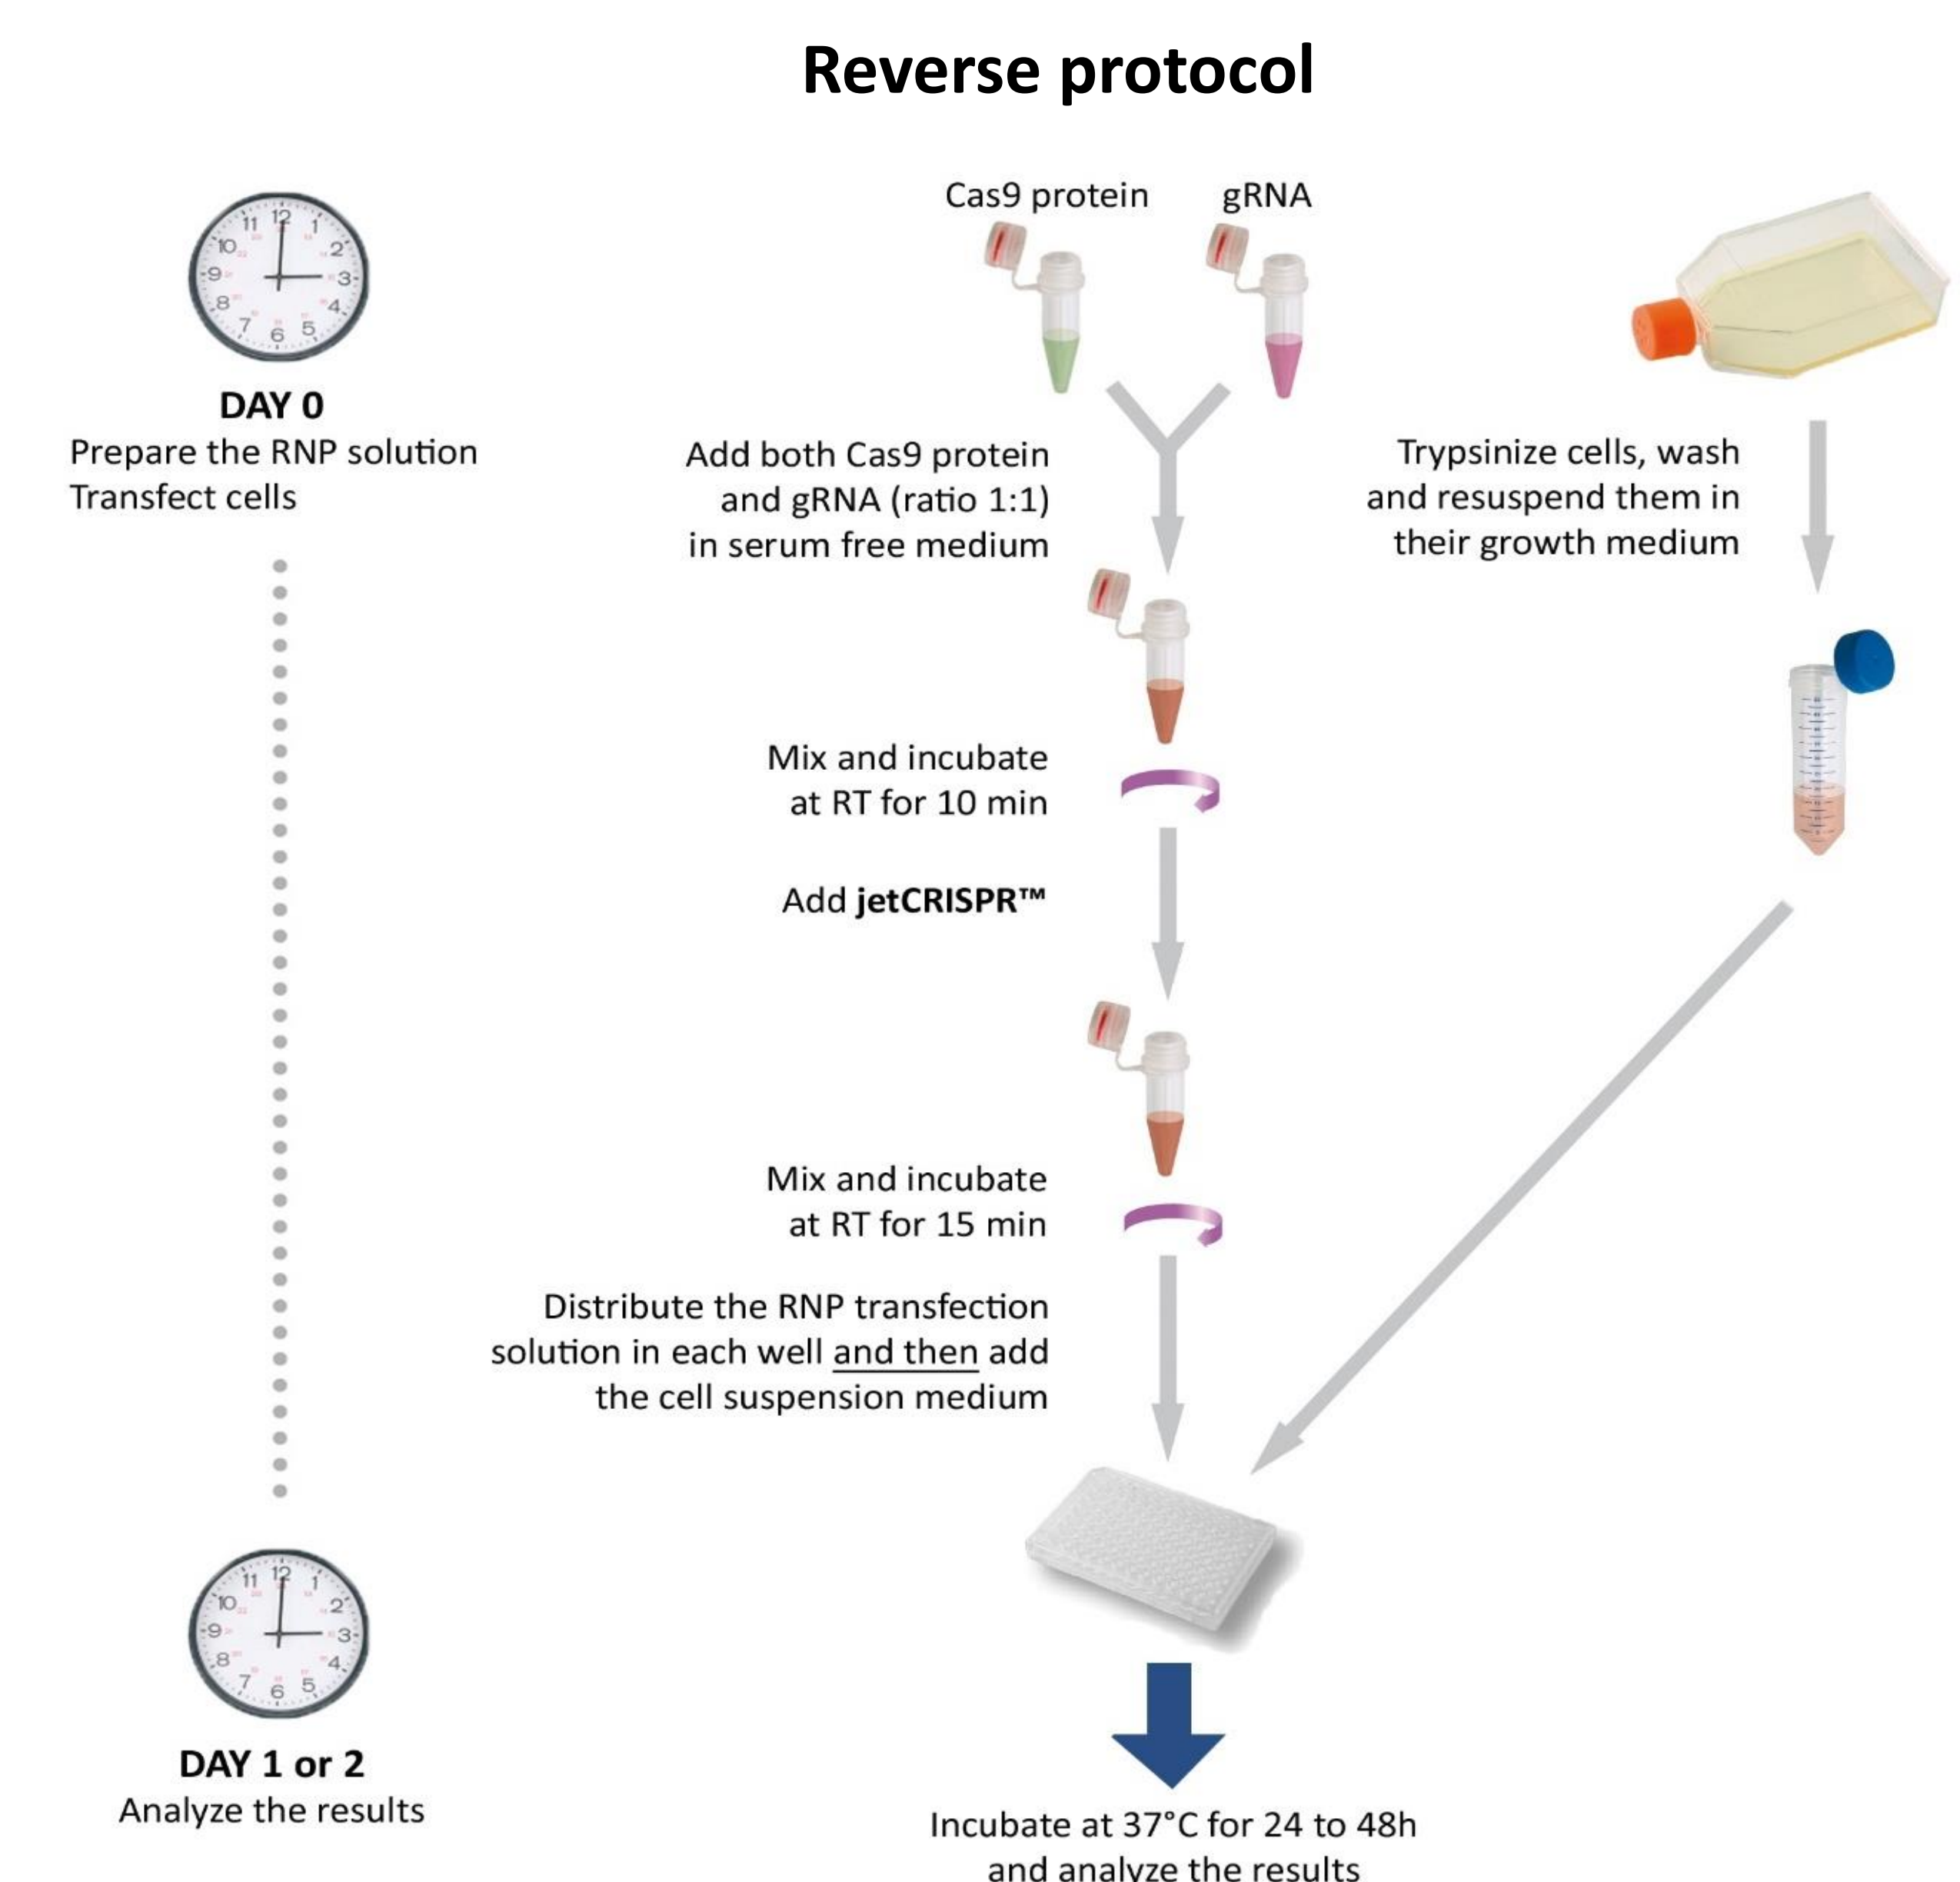 Reverse protocol
Cas9 protein
gRNA
DAY 0
Prepare the RNP solution
Transfect cells
Add both Cas9 protein
and gRNA (ratio 1:1)
in serum free medium
Trypsinize cells, wash
and resuspend them in
their growth medium
Mix and incubate
at RT for 10 min
Add jetCRISPR™
Mix and incubate
at RT for 15 min
Distribute the RNP transfection
solution in each well and then add
the cell suspension medium
DAY 1 or 2
Analyze the results
Incubate at 37°C for 24 to 48h
and analyze the results